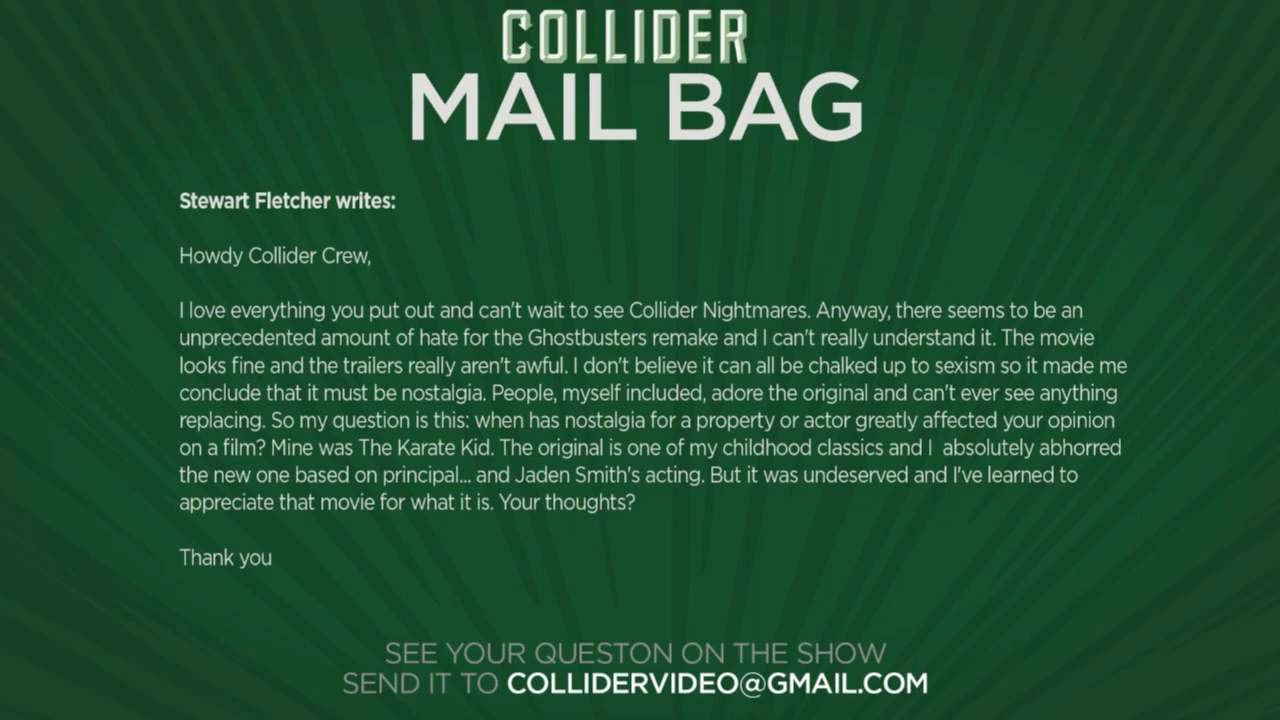 COLLIDER
MAIL BAG
Stewart Fletcher writes:
Howdy Collider Crew,
I love everything you put out and can't wait to see Collider Nightmares. Anyway, there seems to be an
unprecedented amount of hate for the Ghostbusters remake and I can't really understand it. The movie
looks fine and the trailers really aren't awful. I don't believe it can all be chalked up to sexism so it made me
conclude that it must be nostalgia. People, myself included, adore the original and can't ever see anything
replacing. So my question is this: when has nostalgia for a property or actor greatly affected your opinion
on a film? Mine was The Karate Kid. The original is one of my childhood classics and I  absolutely abhorred
the new one based on principal... and Jaden Smith's acting. But it was undeserved and I've learned to
appreciate that movie for what it is. Your thoughts?
Thank you
SEE YOUR QUESTON ON THE SHOW
SEND IT TO COLLIDERVIDEO@GMAIL.COM